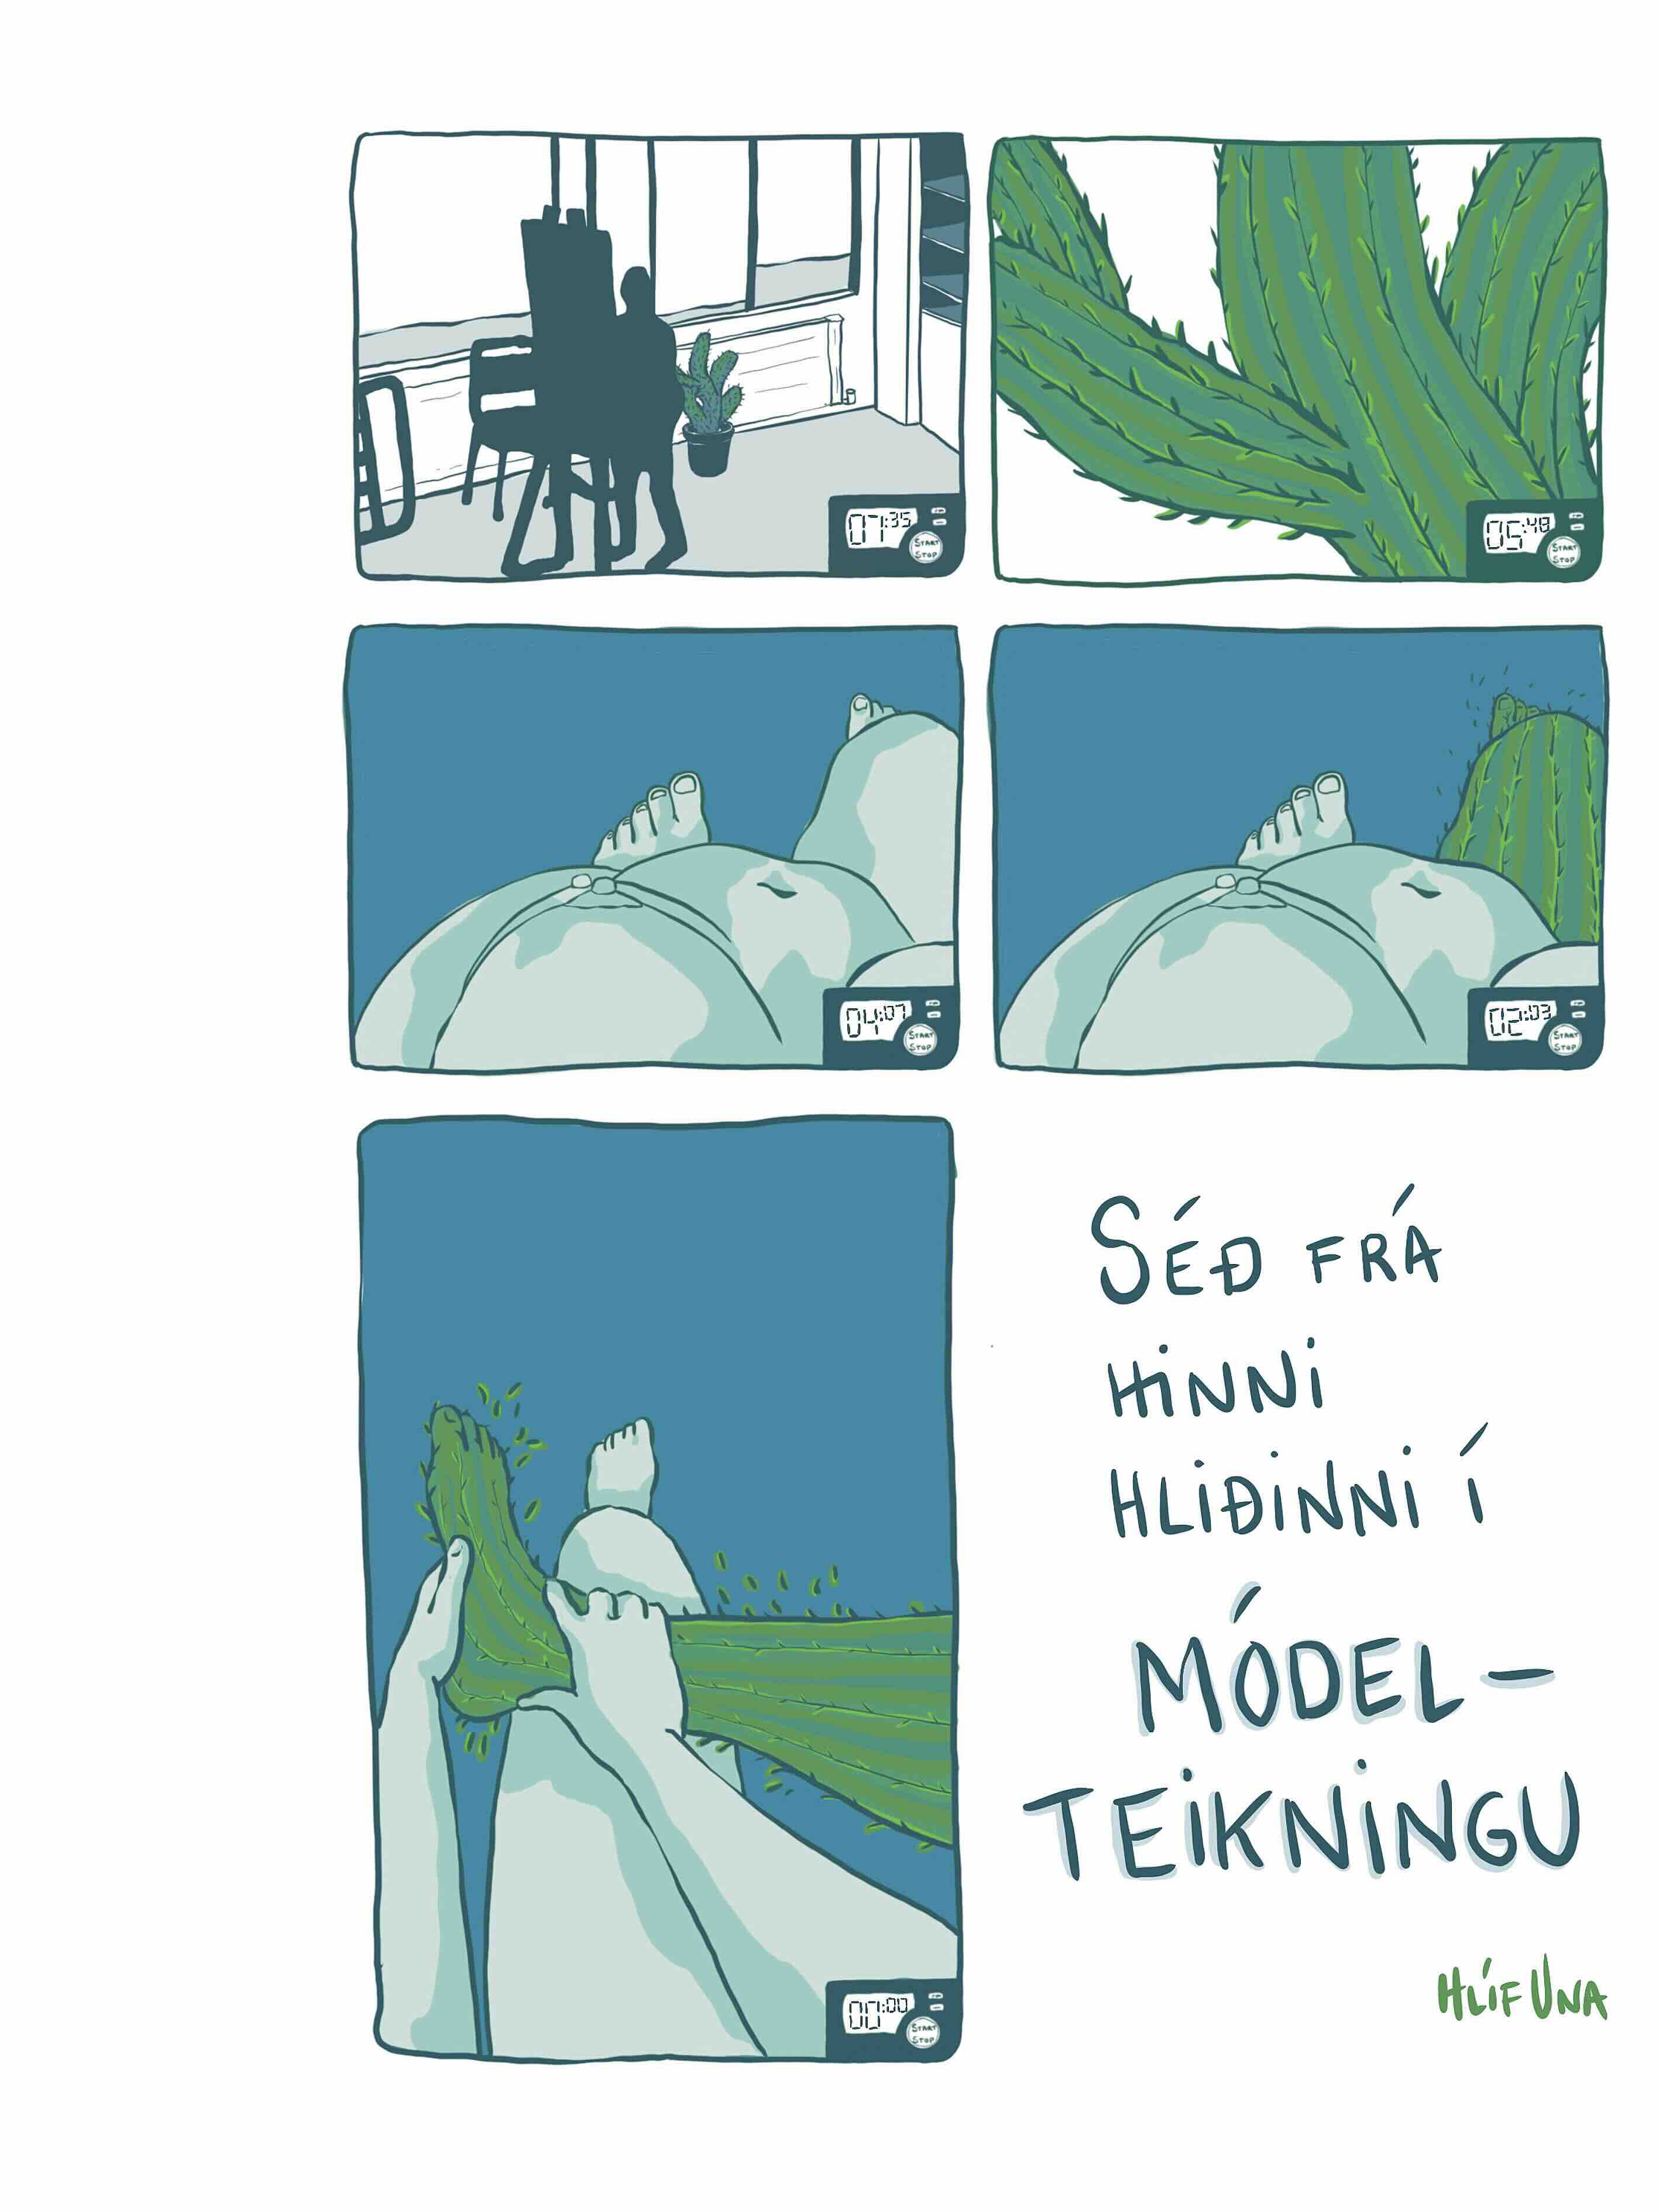 07:35
START
STOP
05:48
START
STOP
04:07
START
STOP
02:03
START
STOP
00:00
START
STOP
SÉÐ FRÁ
HINNI
HLIÐINNI Í
MÓDEL-
TEIKNINGU
HLÍF UNA